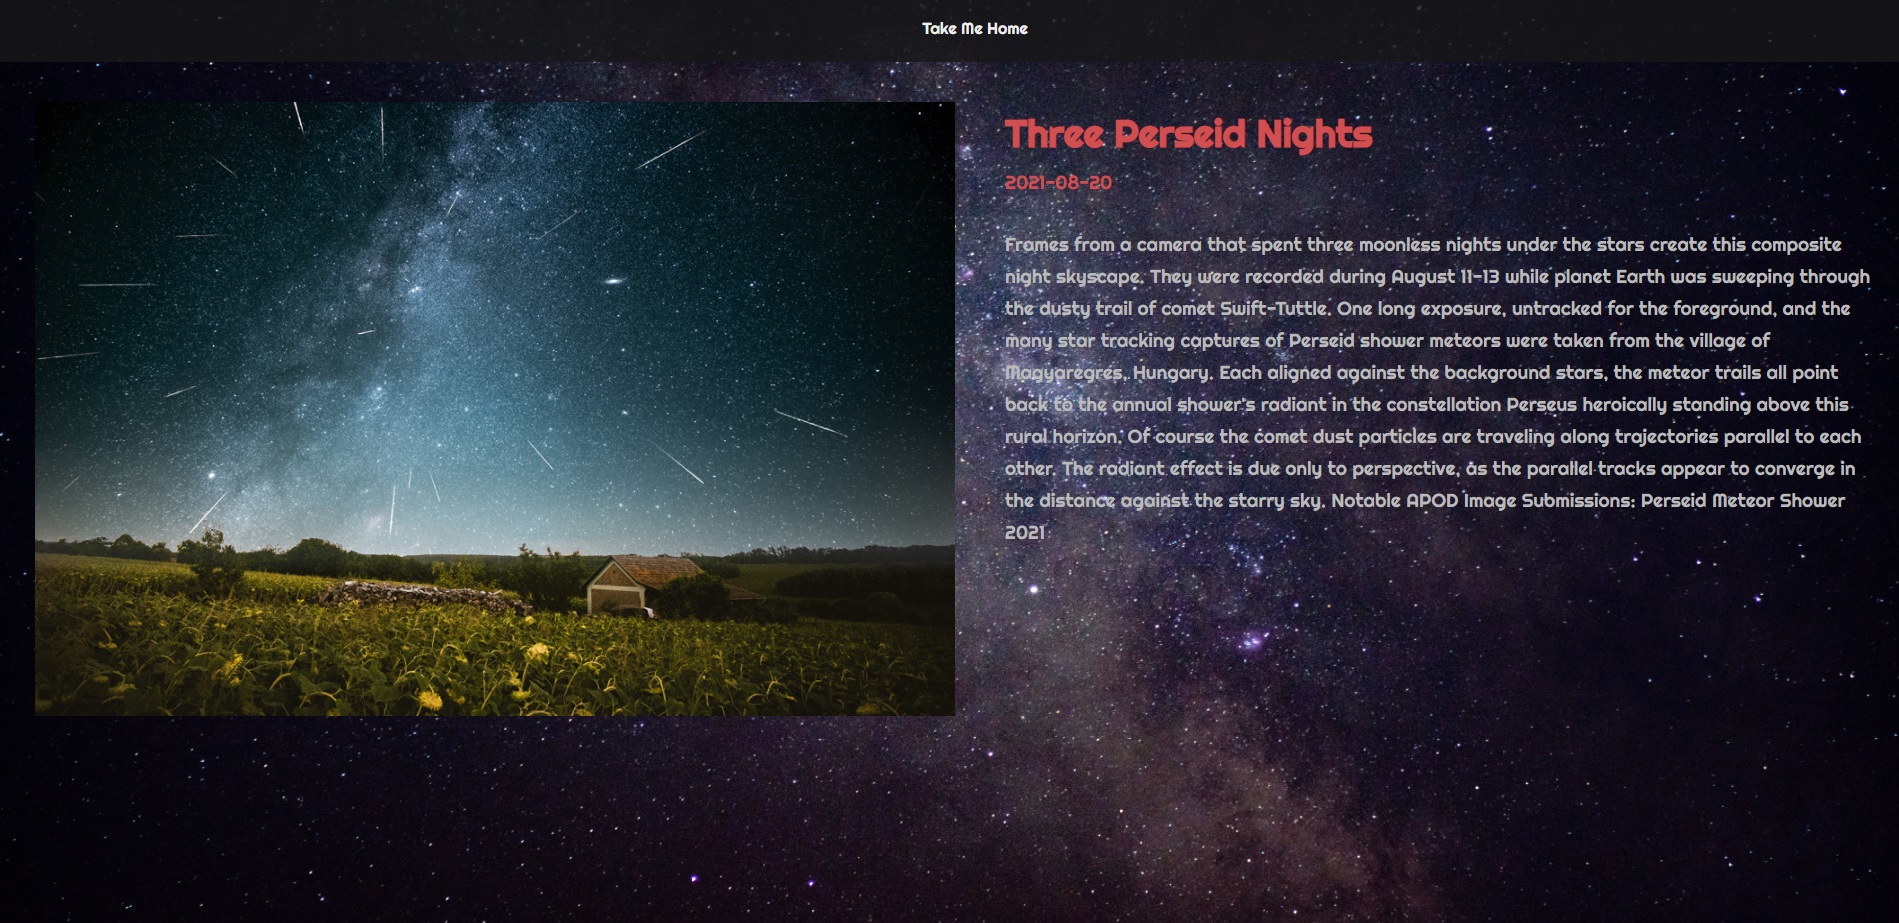 Take Me Home
Three Perseid Nights
2021-08-20
Frames from a camera that spent three moonless nights under the stars create this composite
night skyscape. They were recorded during August 11-13 while planet Earth was sweeping through
the dusty trail of comet Swift-Tuttle. One long exposure, untracked for the foreground, and the
many star tracking captures of Perseid shower meteors were taken from the village of
Magyaregres, Hungary. Each aligned against the background stars, the meteor trails all point
back to the annual shower's radiant in the constellation Perseus heroically standing above this
rural horizon. Of course the comet dust particles are traveling along trajectories parallel to each
other. The radiant effect is due only to perspective, as the parallel tracks appear to converge in
the distance against the starry sky. Notable APOD Image Submissions: Perseid Meteor Shower
2021